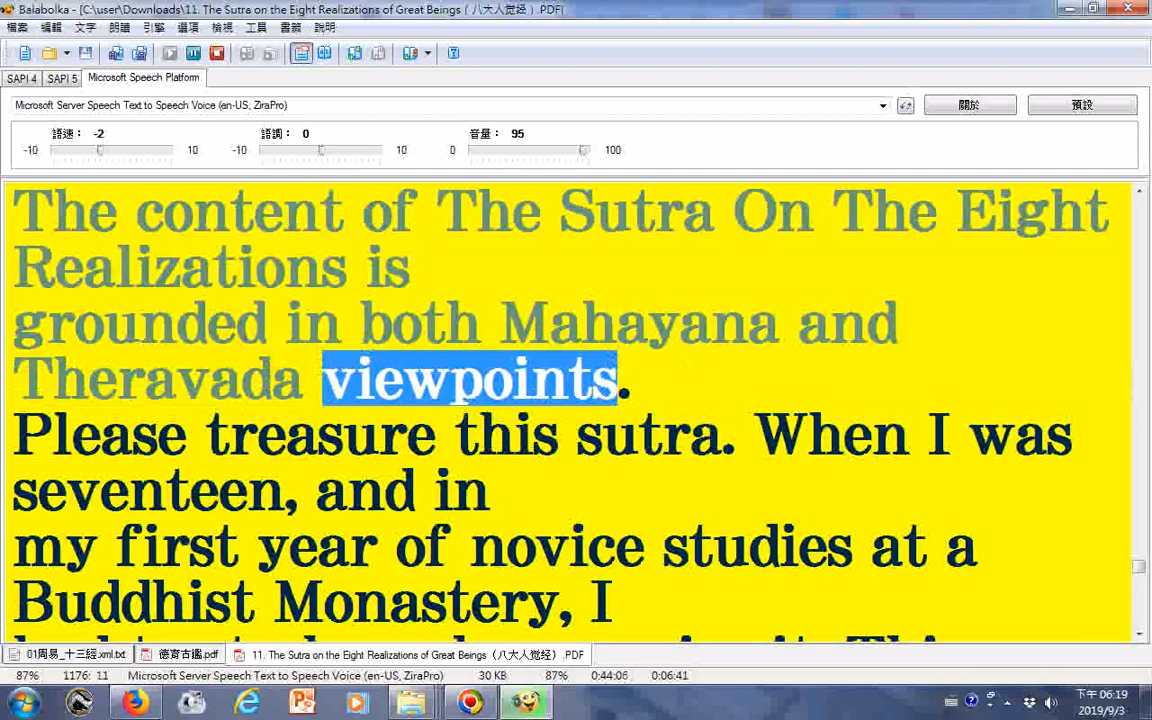 Balabolka - [C:\user\Downloads\11. The Sutra on the Eight Realizations of Great Beings（八大人觉经）.PDF]
檔案 編輯 文字 朗讀 引擎 選項 檢視 工具 書籤 說明
SAPI 4 SAPI 5 Microsoft Speech Platform
Microsoft Server Speech Text to Speech Voice (en-US, ZiraPro) 關於 預設
語速： -2 語調： 0 音量： 95
-10 10 -10 10 0 100
The content of The Sutra On The Eight
Realizations is
grounded in both Mahayana and
Theravada viewpoints.
Please treasure this sutra. When I was
seventeen, and in
my first year of novice studies at a
Buddhist Monastery, I
01周易_十三經.xml.txt 德育古鑑.pdf 11. The Sutra on the Eight Realizations of Great Beings（八大人觉经）.PDF
87% 1176: 11 Microsoft Server Speech Text to Speech Voice (en-US, ZiraPro) 30 KB 87% 0:44:06 0:06:41
下午 06:19
2019/9/3